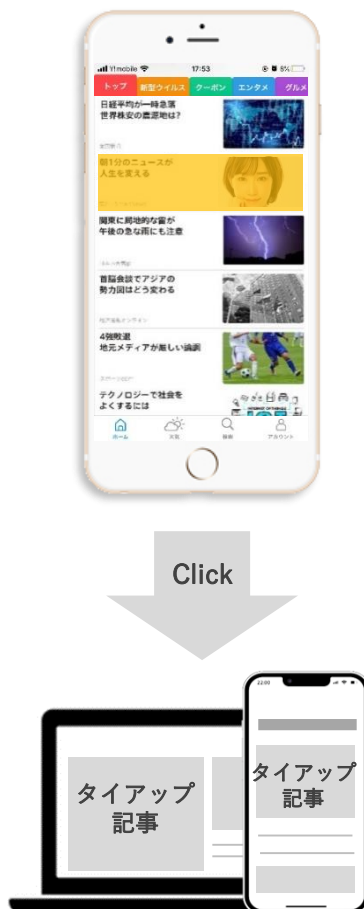 Y!mobile 17:53 8%
トップ 新型ウイルス クーポン エンタメ グルメ
日経平均が一時急落
世界株安の震源地は?
朝1分のニュースが
人生を変える
関東に局地的な雷が
午後の急な雨にも注意
首脳会談でアジアの
勢力図はどう変わる
4強敗退
地元メディアが厳しい論調
テクノロジーで社会を
よくするには
ホーム 天気 検索 アカウント
Click
タイアップ
記事
タイアップ
記事